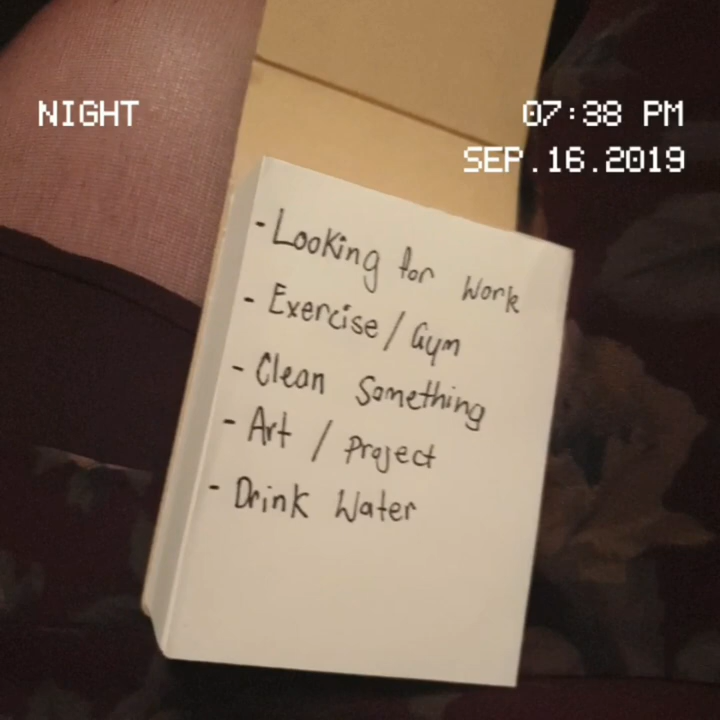 NIGHT
07:38 PM
SEP.16.2019
- Looking for work
- Exercise / Gym
- Clean Something
- Art / Project
- Drink Water